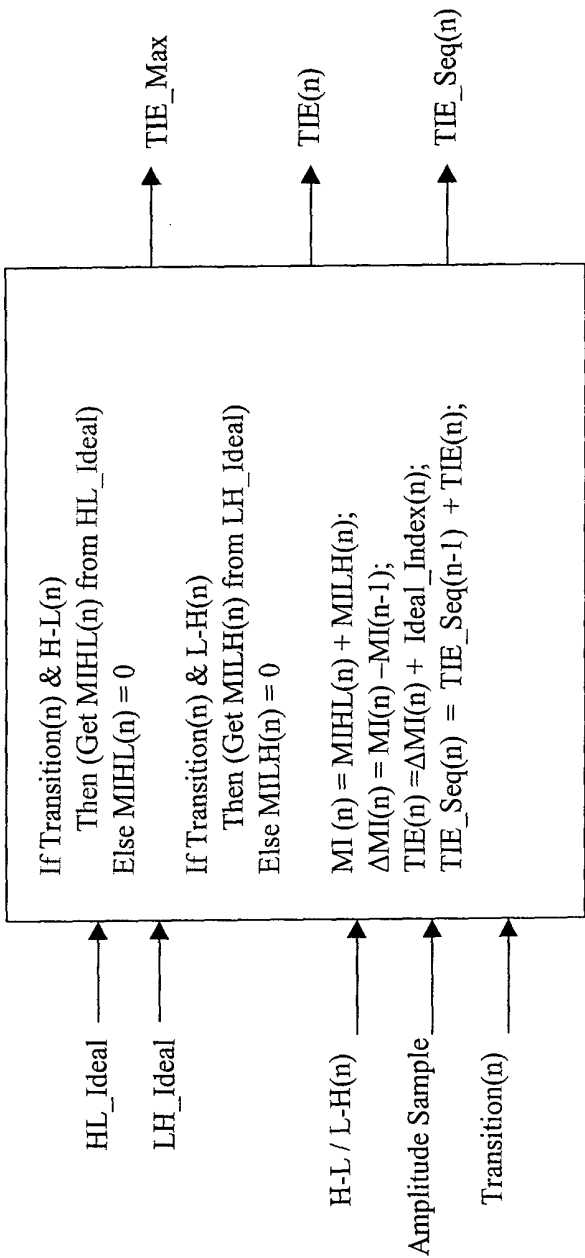 HL_Ideal
LH_Ideal
H-L / L-H(n)
Amplitude Sample
Transition(n)
If Transition(n) & H-L(n)
Then (Get MIHL(n) from HL_Ideal)
Else MIHL(n) = 0
If Transition(n) & L-H(n)
Then (Get MILH(n) from LH_Ideal)
Else MILH(n) = 0
MI (n) = MIHL(n) + MILH(n);
ΔMI(n) = MI(n) –MI(n-1);
TIE(n) =ΔMI(n) + Ideal_Index(n);
TIE_Seq(n) = TIE_Seq(n-1) + TIE(n);
TIE_Max
TIE(n)
TIE_Seq(n)